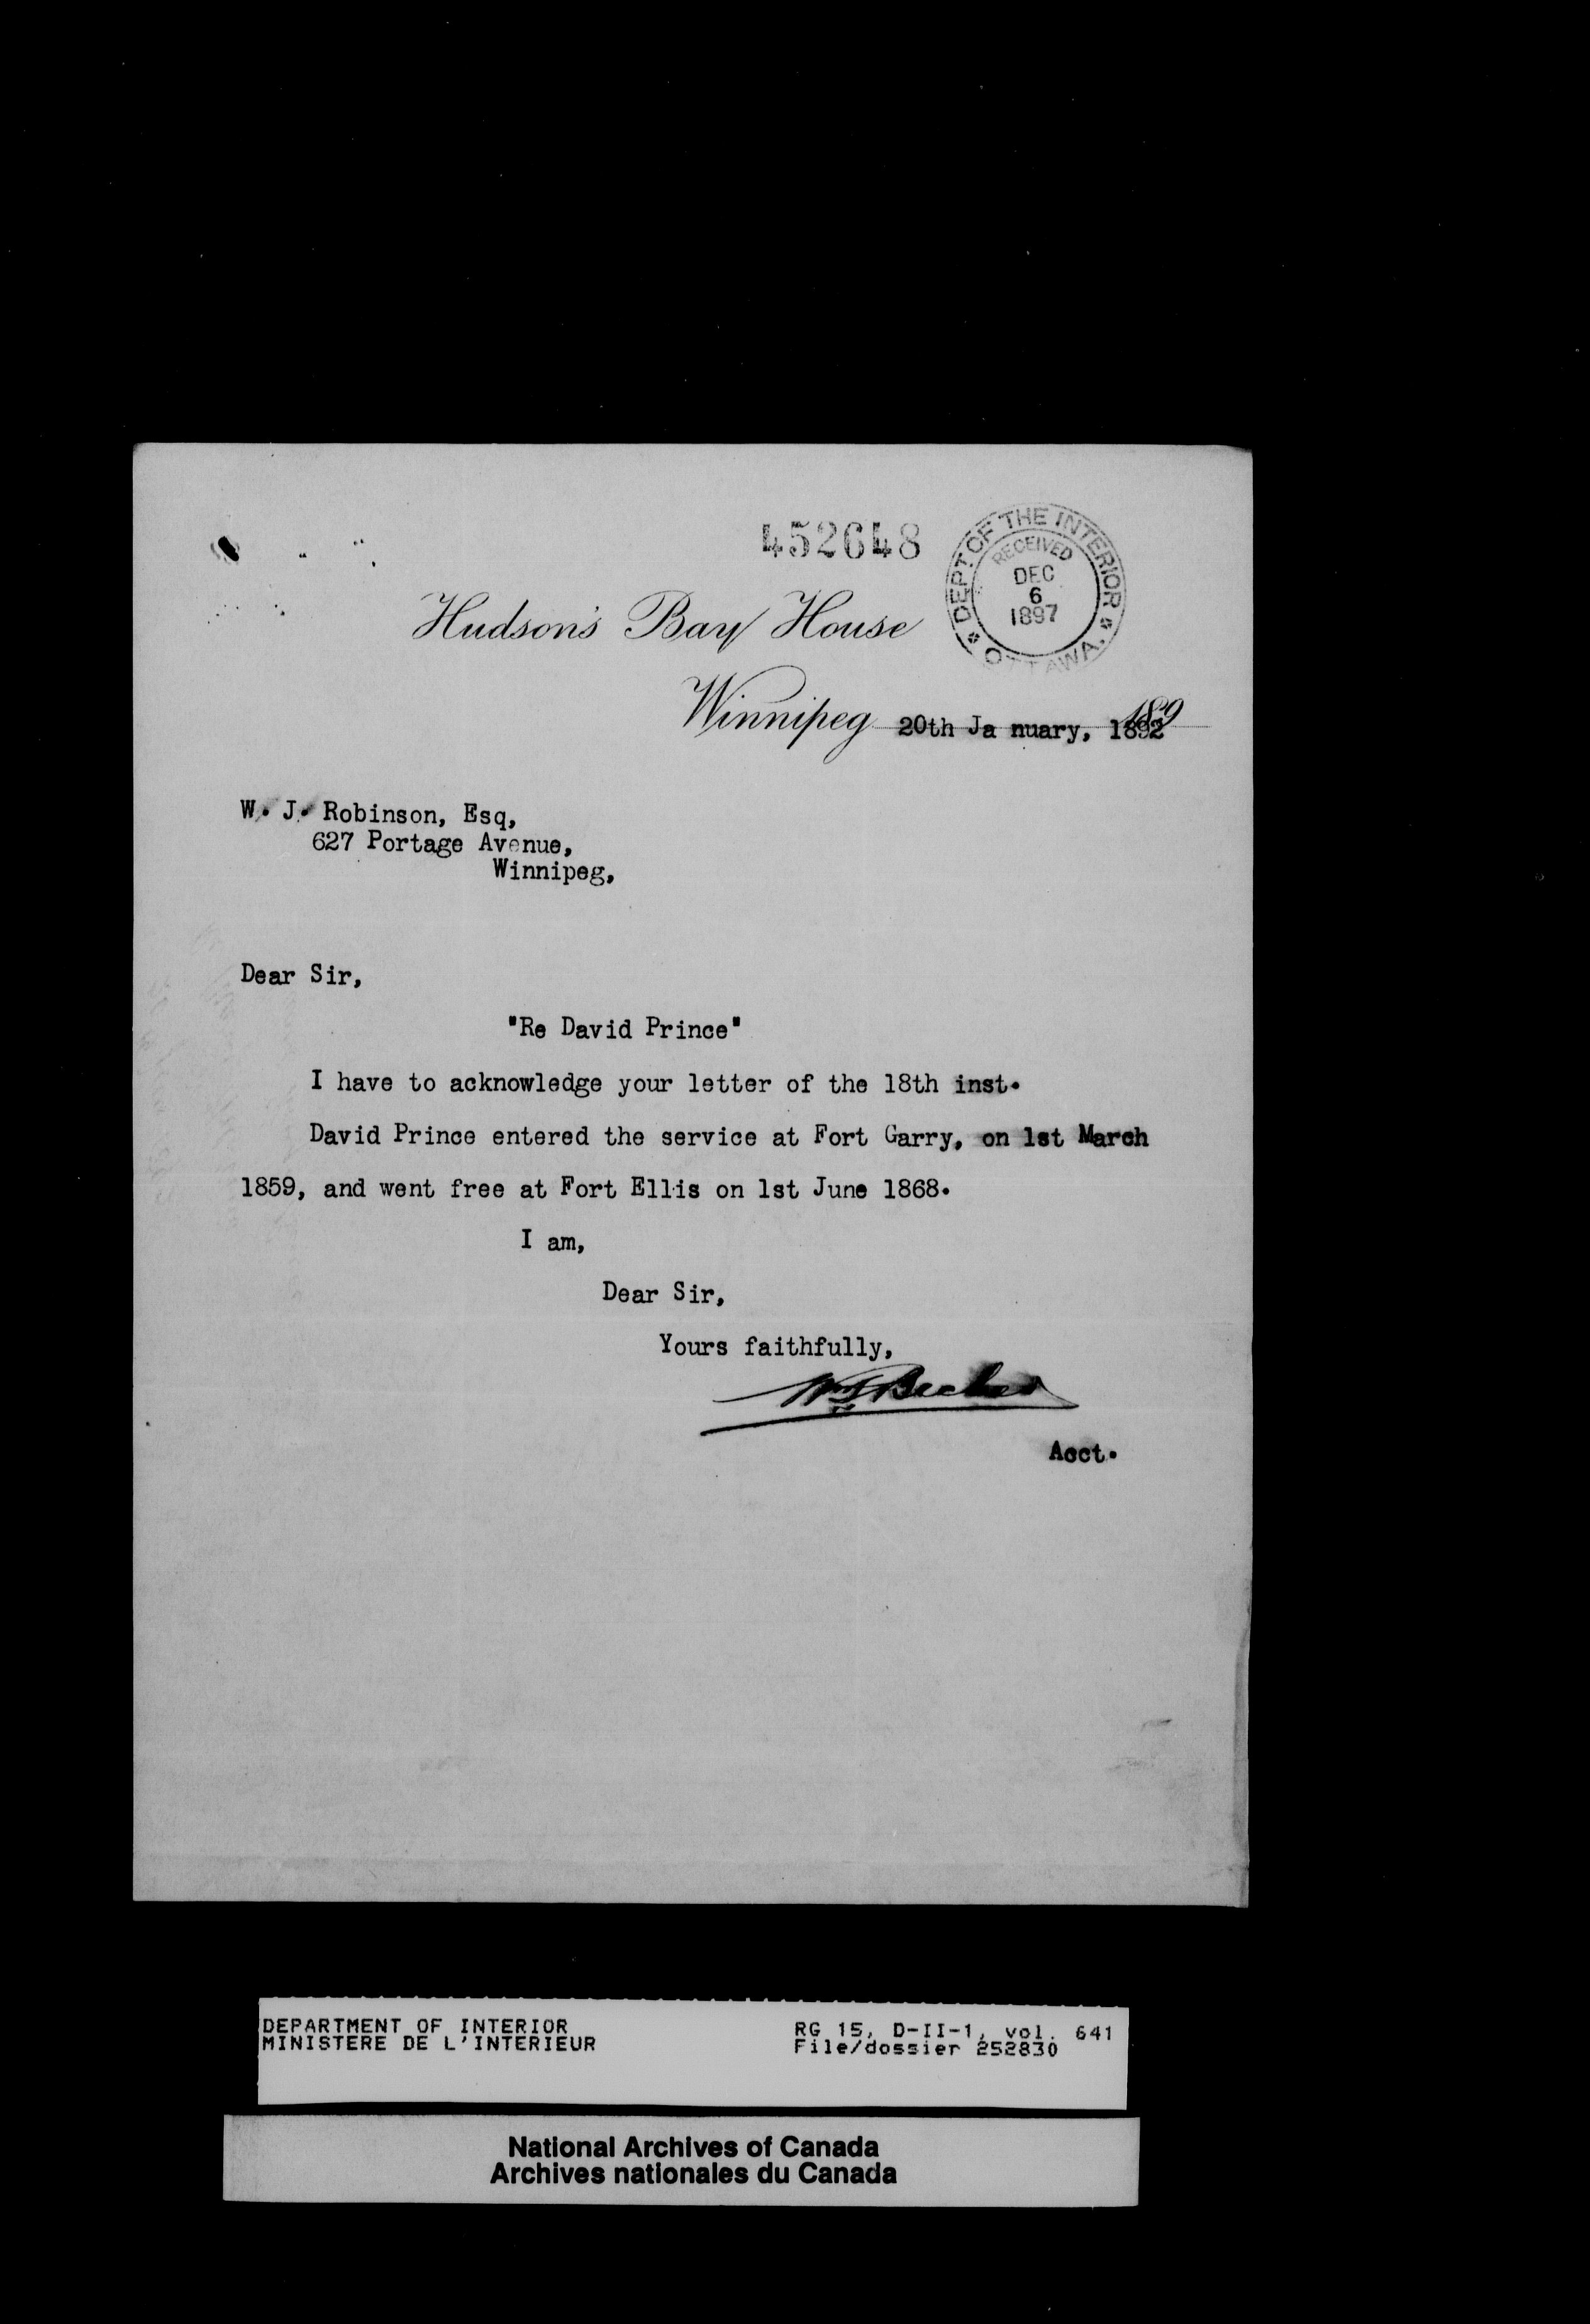 452648
DEPT. OF THE INTERIOR
RECEIVED
DEC
6
1897
OTTAWA.
Hudson's Bay House
Winnipeg 20th Ja nuary, 1892 189
W. J. Robinson, Esq,
627 Portage Avenue,
Winnipeg,
Dear Sir,
"Re David Prince"
I have to acknowledge your letter of the 18th inst.
David Prince entered the service at Fort Garry, on 1st March
1859, and went free at Fort Ellis on 1st June 1868.
I am,
Dear Sir,
Yours faithfully,
Acct.
DEPARTMENT OF INTERIOR
MINISTERE DE L'INTERIEUR
RG 15, D-II-1, vol. 641
File/dossier 252830
National Archives of Canada
Archives nationales du Canada